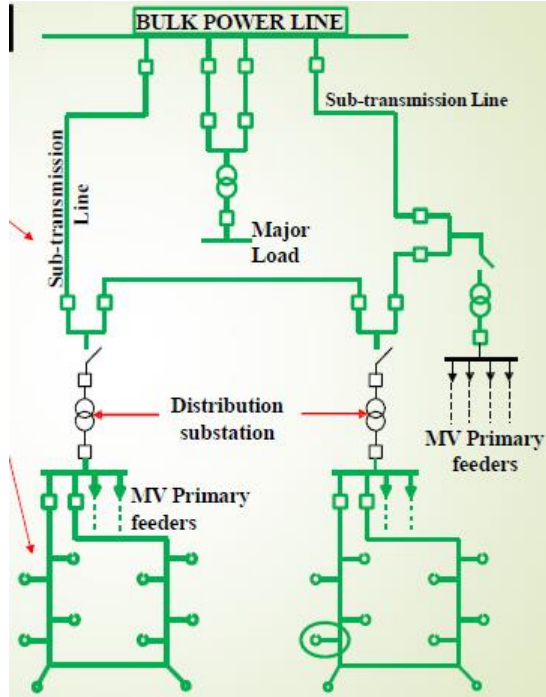 BULK POWER LINE
Sub-transmission Line
Sub-transmission
Line
Major
Load
Distribution
substation
MV Primary
feeders
MV Primary
feeders